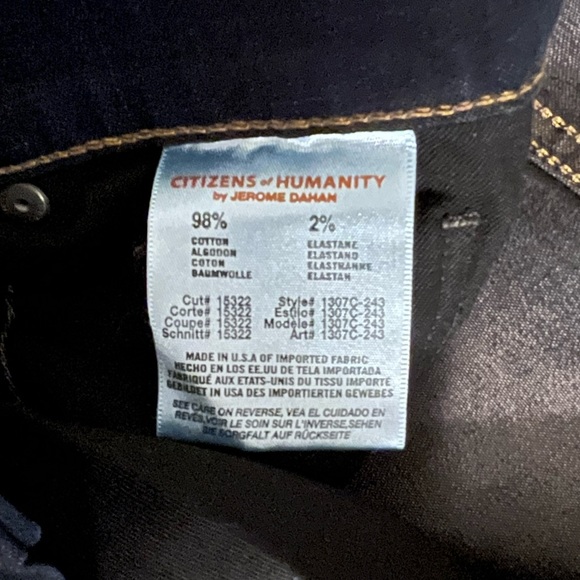 CITIZENS of HUMANITY
by JEROME DAHAN
98% 2%
COTTON ELASTANE
ALGODON ELASTANO
COTON ELASTHANNE
BAUMWOLLE ELASTAN
Cut# 15322 Style# 1307C-243
Corte# 15322 Estilo# 1307C-243
Coupe# 15322 Modele# 1307C-243
Schnitt# 15322 Art# 1307C-243
MADE IN U.S.A OF IMPORTED FABRIC
HECHO EN LOS EE.UU DE TELA IMPORTADA
FABRIQUÉ AUX ETATS-UNIS DU TISSU IMPORTÉ
GEBILDET IN USA DES IMPORTIERTEN GEWEBES
SEE CARE ON REVERSE, VEA EL CUIDADO EN
REVES, VOIR LE SOIN SUR L'INVERSE, SEHEN
SIE SORGFALT AUF RÜCKSEITE